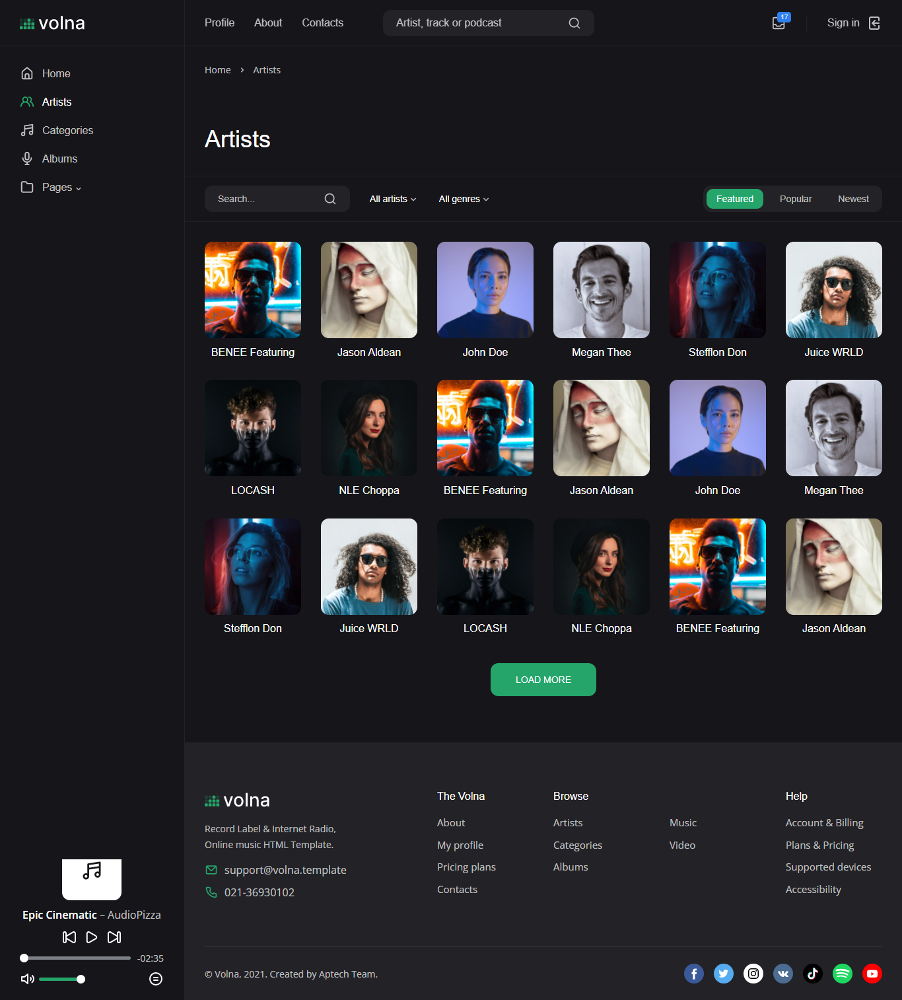 volna
Profile
About
Contacts
Artist, track or podcast
17
Sign in
Home
Artists
Categories
Albums
Pages
Home
Artists
Artists
Search...
All artists
All genres
Featured
Popular
Newest
BENEE Featuring
Jason Aldean
John Doe
Megan Thee
Stefflon Don
Juice WRLD
LOCASH
NLE Choppa
BENEE Featuring
Jason Aldean
John Doe
Megan Thee
Stefflon Don
Juice WRLD
LOCASH
NLE Choppa
BENEE Featuring
Jason Aldean
LOAD MORE
Epic Cinematic – AudioPizza
-02:35
volna
Record Label & Internet Radio,
Online music HTML Template.
support@volna.template
021-36930102
The Volna
About
My profile
Pricing plans
Contacts
Browse
Artists
Categories
Albums
Music
Video
Help
Account & Billing
Plans & Pricing
Supported devices
Accessibility
© Volna, 2021. Created by Aptech Team.